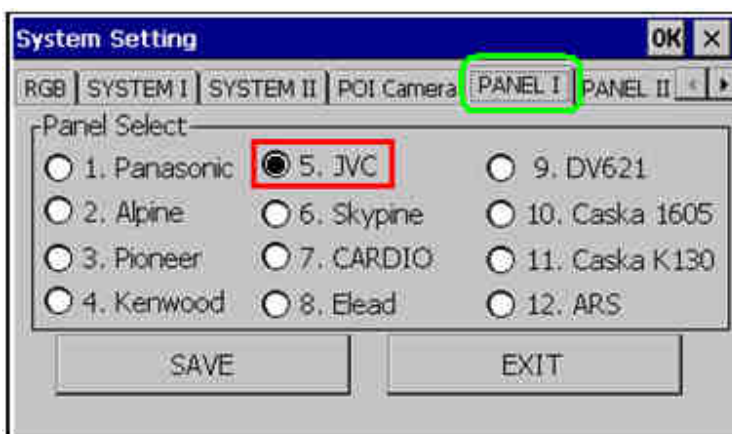 System Setting OK ×
RGB SYSTEM I SYSTEM II POI Camera PANEL I PANEL II
Panel Select
1. Panasonic 5. JVC 9. DV621
2. Alpine 6. Skypine 10. Caska 1605
3. Pioneer 7. CARDIO 11. Caska K130
4. Kenwood 8. Elead 12. ARS
SAVE EXIT